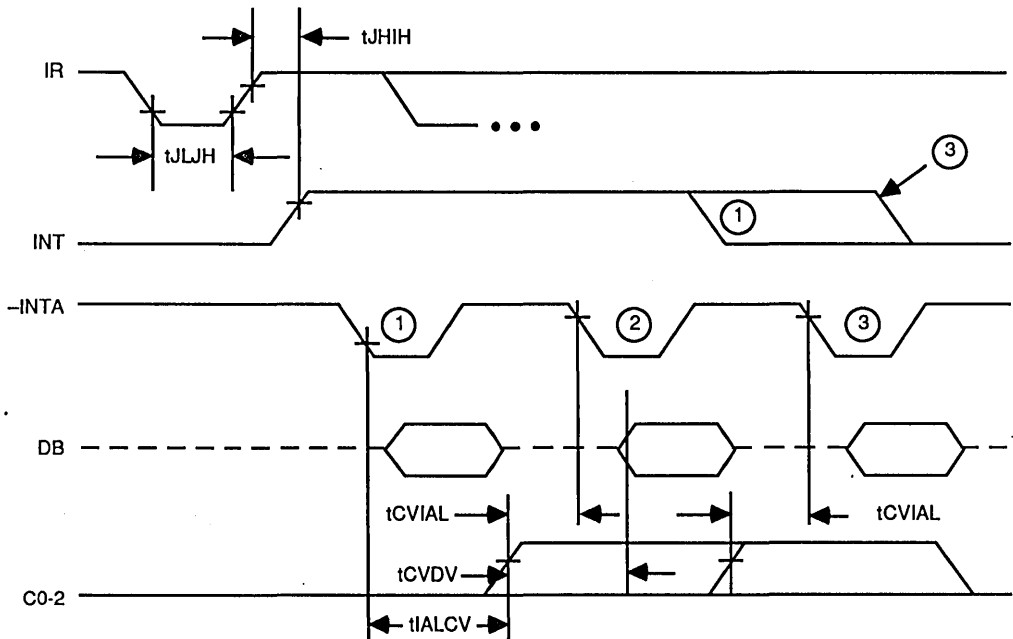 tJHIH
IR
tJLJH
3
INT
1
–INTA
1
2
3
DB
tCVIAL
tCVIAL
tCVDV
C0-2
tIALCV